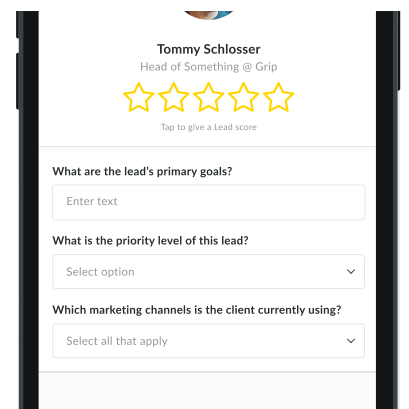 Tommy Schlosser
Head of Something @ Grip
Tap to give a Lead score
What are the lead's primary goals?
Enter text
What is the priority level of this lead?
Select option
Which marketing channels is the client currently using?
Select all that apply